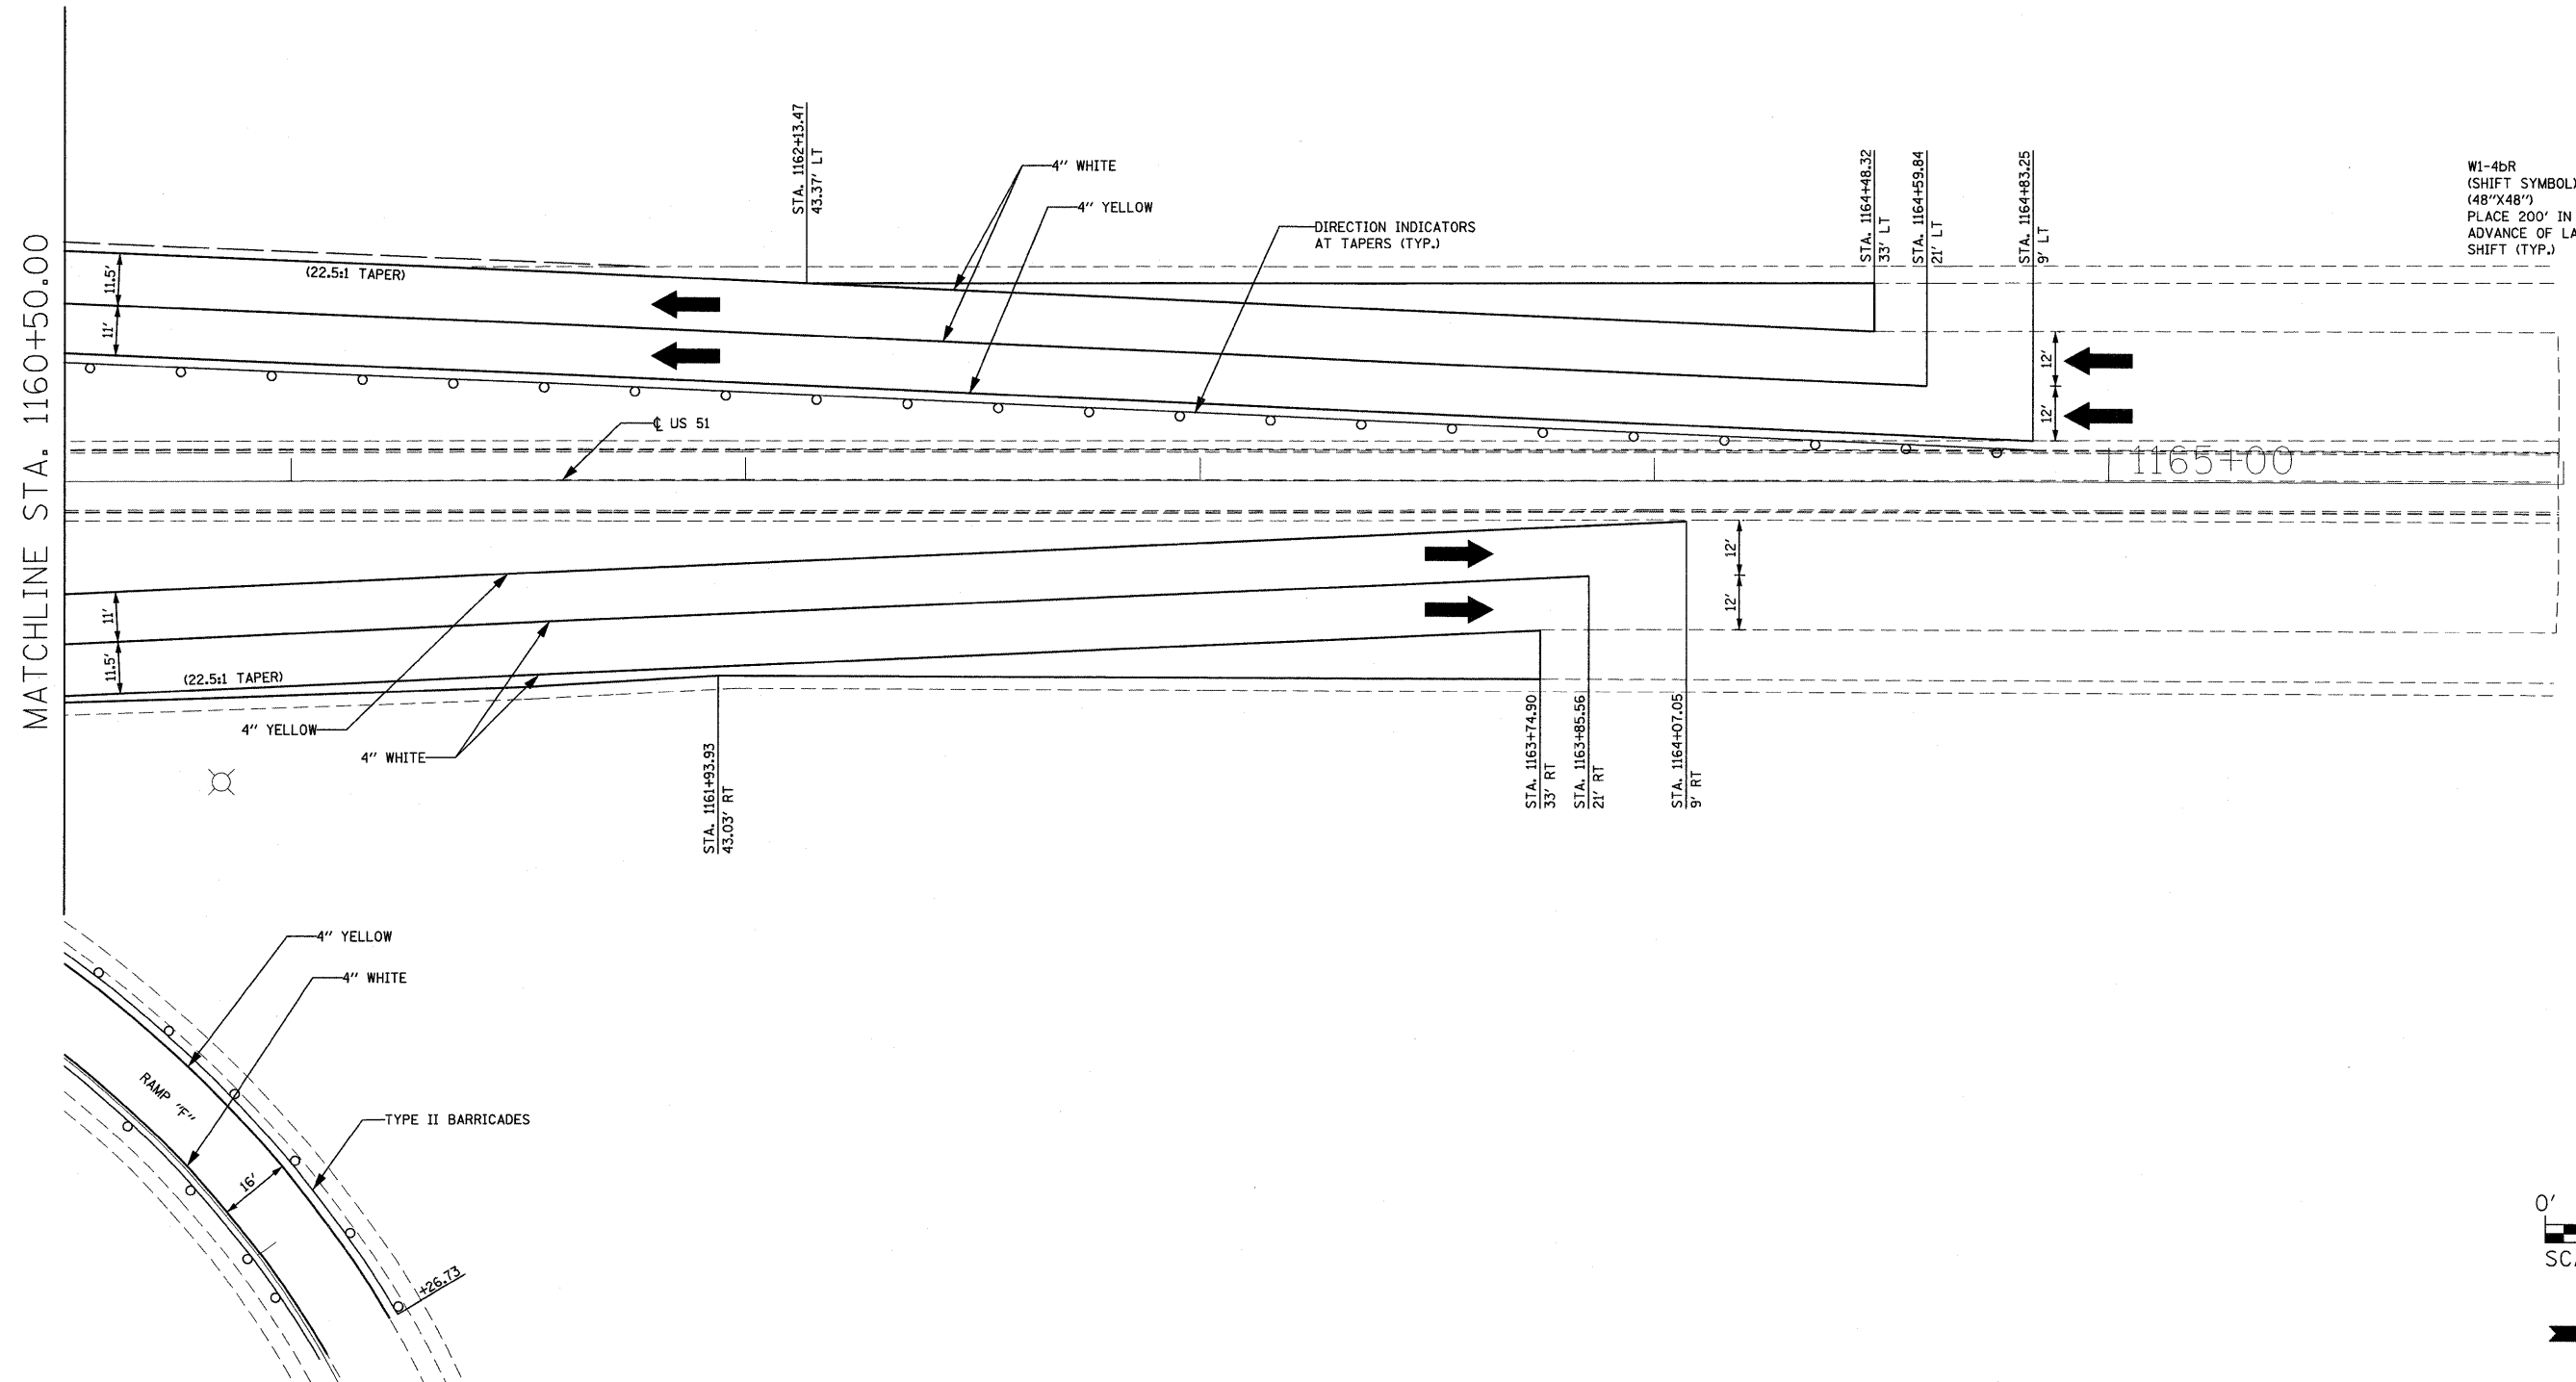 MATCHLINE STA. 1160+50.00
STA. 1162+13.47
43.37' LT
4" WHITE
4" YELLOW
DIRECTION INDICATORS
AT TAPERS (TYP.)
STA. 1164+48.32
33' LT
STA. 1164+59.84
21' LT
STA. 1164+83.25
9' LT
W1-4bR
(SHIFT SYMBOL)
(48"X48")
PLACE 200' IN
ADVANCE OF LA
SHIFT (TYP.)
11.5'
(22.5:1 TAPER)
11'
12'
12'
℄ US 51
1165+00
11'
11.5'
(22.5:1 TAPER)
12'
12'
4" YELLOW
4" WHITE
STA. 1161+93.93
43.03' RT
STA. 1163+74.90
33' RT
STA. 1163+85.56
21' RT
STA. 1164+07.05
9' RT
4" YELLOW
4" WHITE
RAMP "F"
TYPE II BARRICADES
16'
+26.73
0'
SC